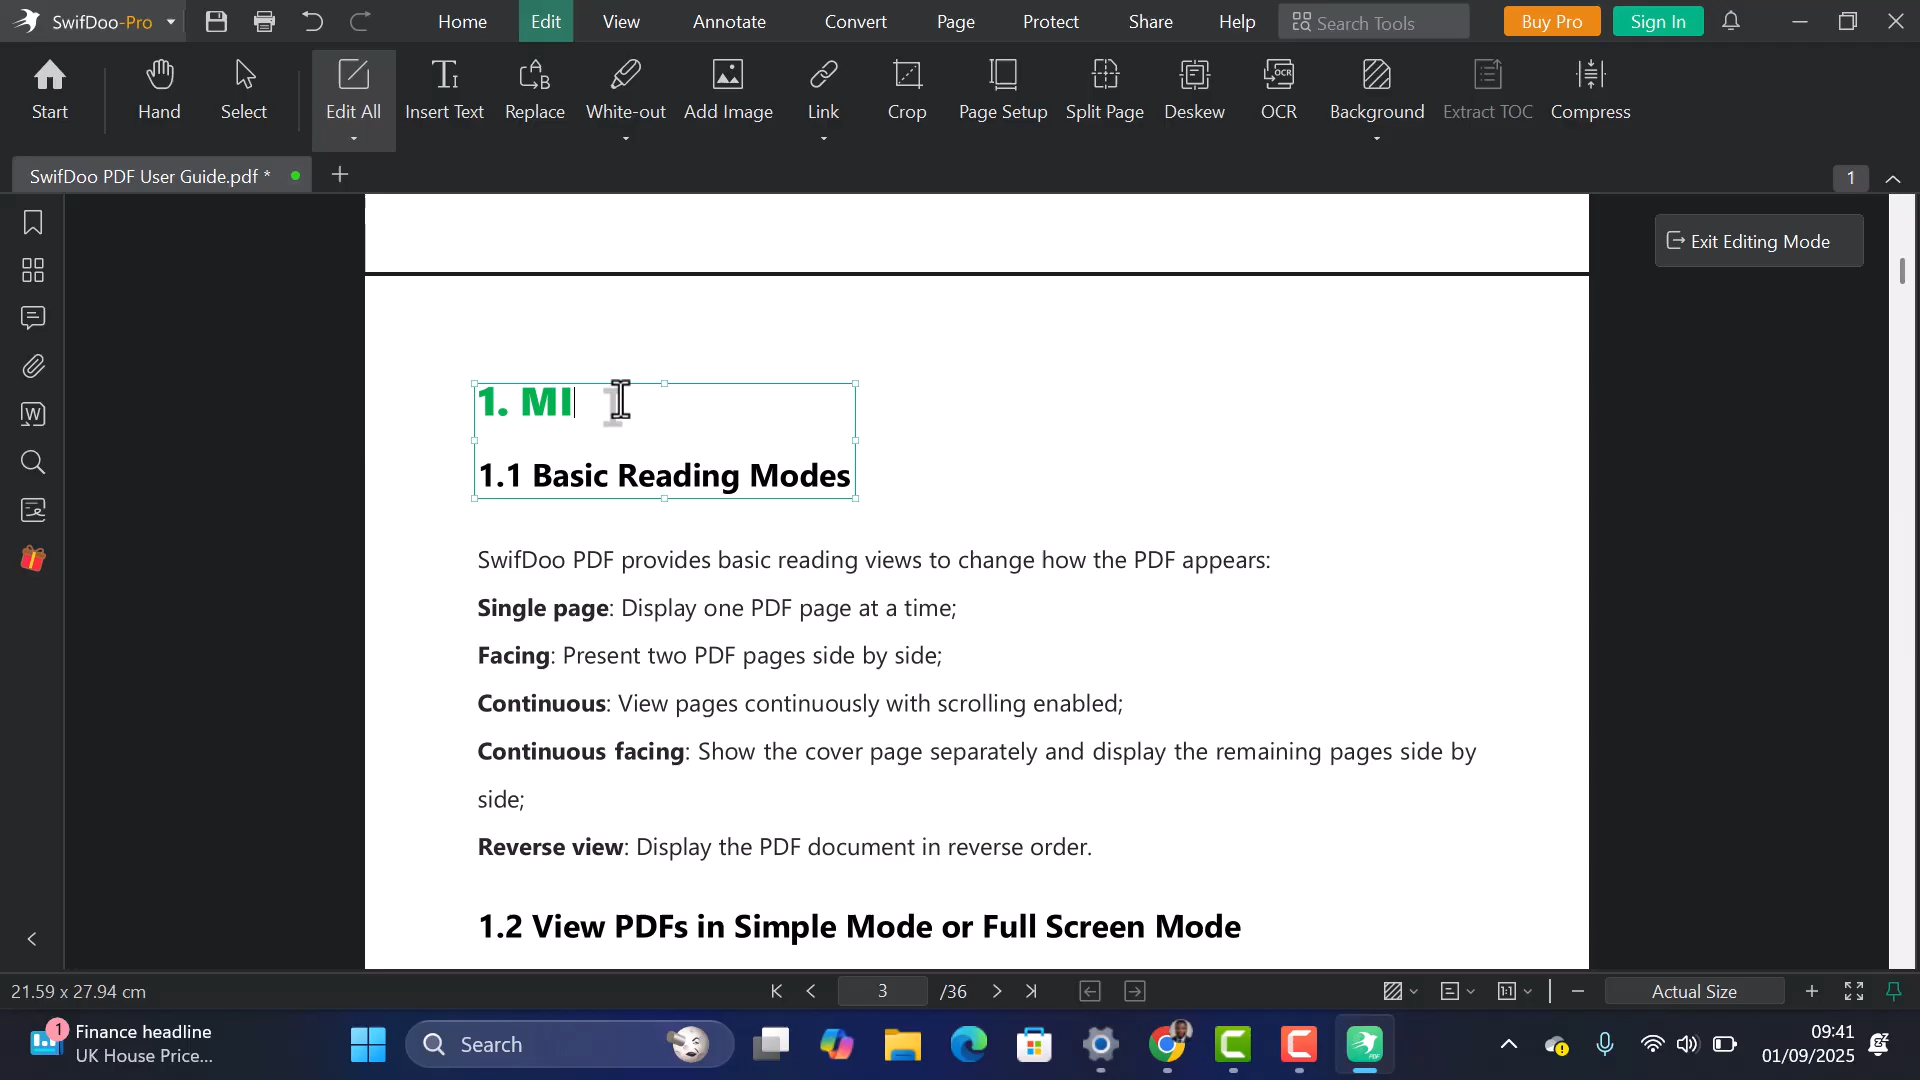 SwifDoo-Pro
Home
Edit
View
Annotate
Convert
Page
Protect
Share
Help
Search Tools
Buy Pro
Sign In
Start
Hand
Select
Edit All
Insert Text
Replace
White-out
Add Image
Link
Crop
Page Setup
Split Page
Deskew
OCR
OCR
Background
Extract TOC
Compress
SwifDoo PDF User Guide.pdf *
1
Exit Editing Mode
1. MI
1.1 Basic Reading Modes
SwifDoo PDF provides basic reading views to change how the PDF appears:
Single page: Display one PDF page at a time;
Facing: Present two PDF pages side by side;
Continuous: View pages continuously with scrolling enabled;
Continuous facing: Show the cover page separately and display the remaining pages side by
side;
Reverse view: Display the PDF document in reverse order.
1.2 View PDFs in Simple Mode or Full Screen Mode
21.59 x 27.94 cm
3
/36
1:1
Actual Size
1
Finance headline
UK House Price...
Search
PDF
09:41
01/09/2025